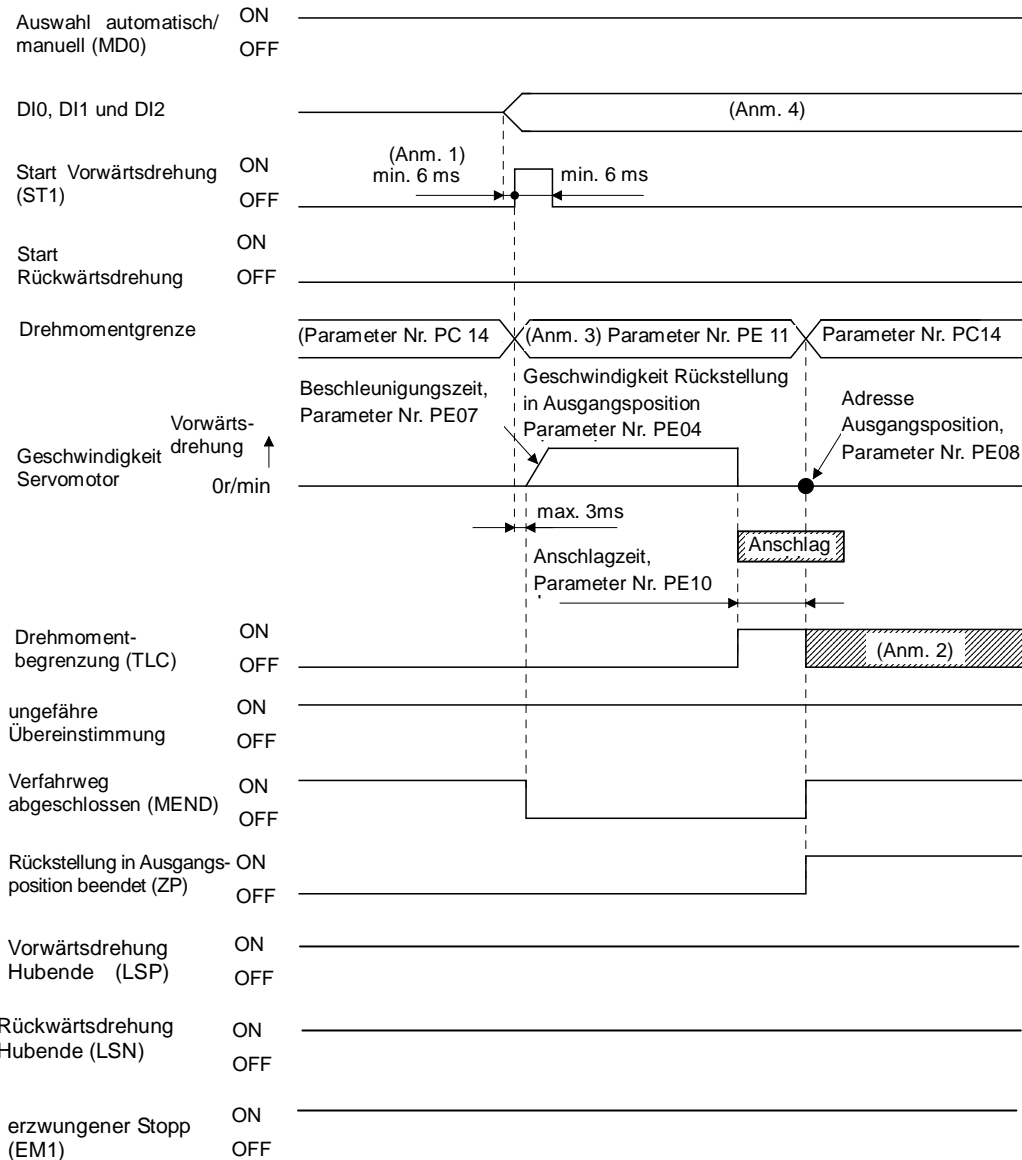 Auswahl automatisch/ ON
manuell (MD0) OFF
DI0, DI1 und DI2 (Anm. 4)
(Anm. 1)
Start Vorwärtsdrehung ON min. 6 ms min. 6 ms
(ST1) OFF
Start ON
Rückwärtsdrehung OFF
Drehmomentgrenze (Parameter Nr. PC 14 (Anm. 3) Parameter Nr. PE 11 Parameter Nr. PC14
Beschleunigungszeit,
Parameter Nr. PE07
Geschwindigkeit Rückstellung
in Ausgangsposition
Parameter Nr. PE04
Adresse
Ausgangsposition,
Parameter Nr. PE08
Geschwindigkeit
Servomotor
Vorwärts-
drehung
0r/min
max. 3ms
Anschlag
Anschlagzeit,
Parameter Nr. PE10
Drehmoment- ON
begrenzung (TLC) OFF (Anm. 2)
ungefähre ON
Übereinstimmung OFF
Verfahrweg ON
abgeschlossen (MEND) OFF
Rückstellung in Ausgangs- ON
position beendet (ZP) OFF
Vorwärtsdrehung ON
Hubende (LSP) OFF
Rückwärtsdrehung ON
Hubende (LSN) OFF
erzwungener Stopp ON
(EM1) OFF